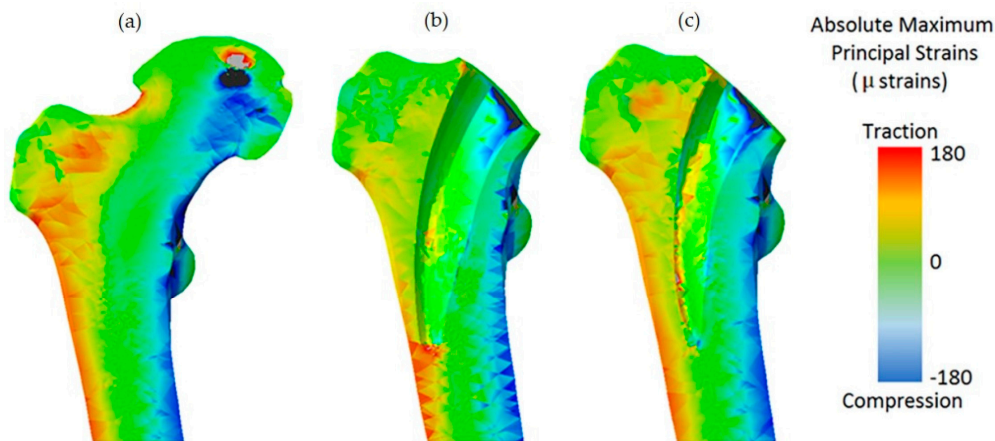 (a)
(b)
(c)
Absolute Maximum
Principal Strains
( μ strains)
Traction
180
0
-180
Compression